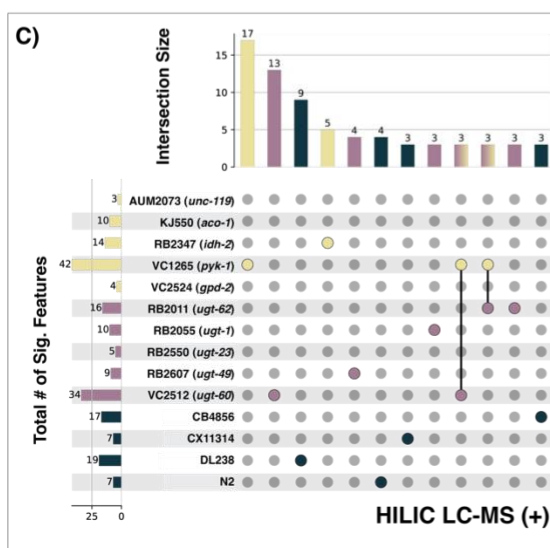 C)
Intersection Size
15
10
5
0
17
13
9
5
4
4
3
3
3
3
3
3
Total # of Sig. Features
3 AUM2073 (unc-119)
10 KJ550 (aco-1)
14 RB2347 (idh-2)
42 VC1265 (pyk-1)
4 VC2524 (gpd-2)
16 RB2011 (ugt-62)
10 RB2055 (ugt-1)
5 RB2550 (ugt-23)
9 RB2607 (ugt-49)
34 VC2512 (ugt-60)
17 CB4856
7 CX11314
19 DL238
7 N2
25 0
HILIC LC-MS (+)